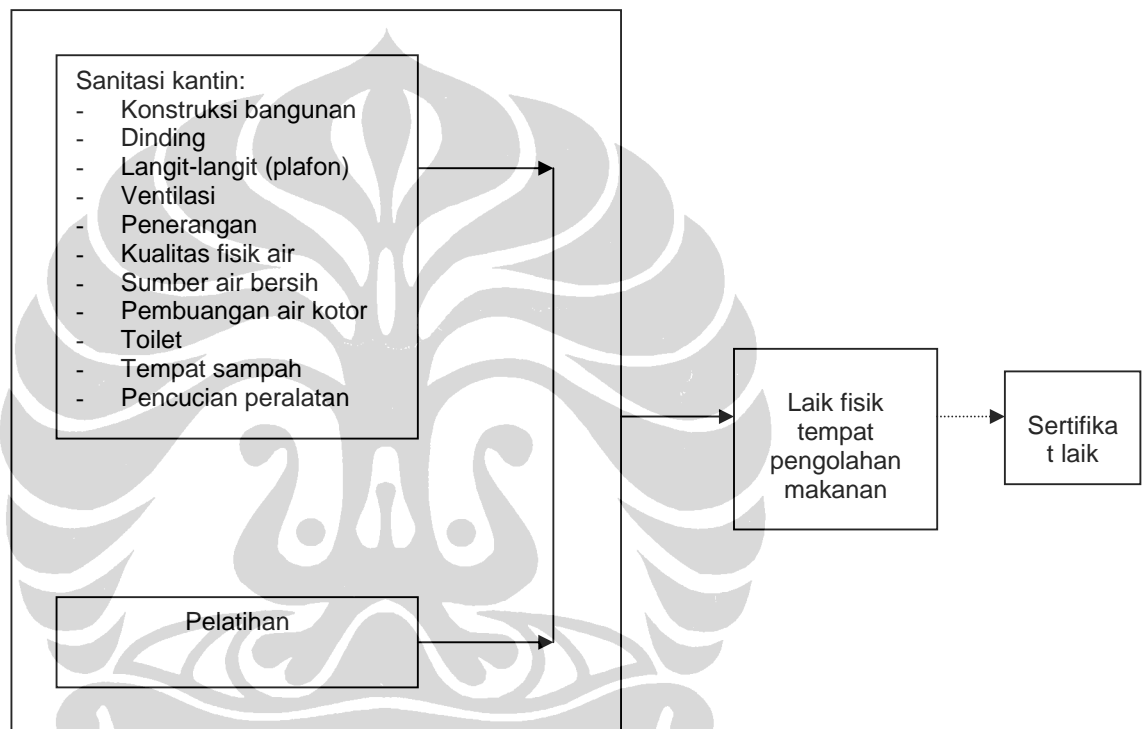 Sanitasi kantin:
- Konstruksi bangunan
- Dinding
- Langit-langit (plafon)
- Ventilasi
- Penerangan
- Kualitas fisik air
- Sumber air bersih
- Pembuangan air kotor
- Toilet
- Tempat sampah
- Pencucian peralatan
Laik fisik
tempat
pengolahan
makanan
Sertifika
t laik
Pelatihan